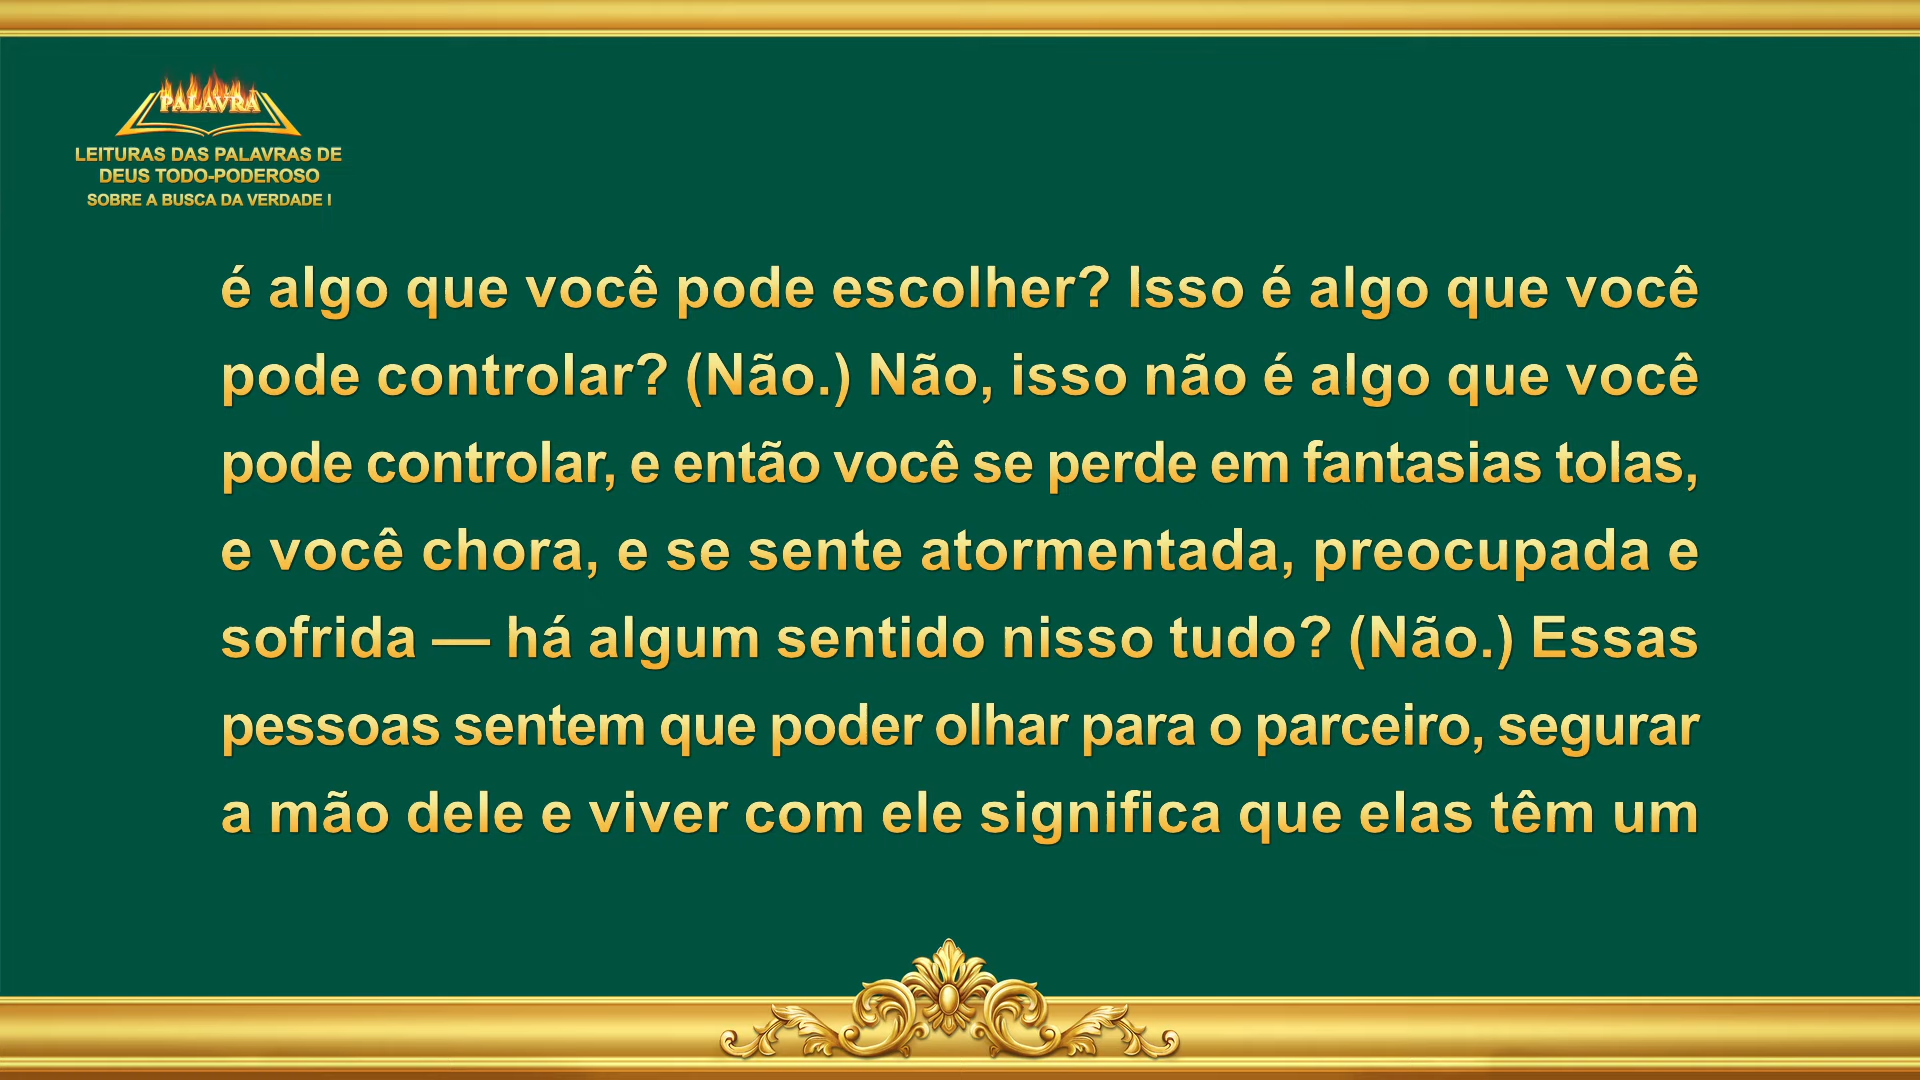 PALAVRA
LEITURAS DAS PALAVRAS DE
DEUS TODO-PODEROSO
SOBRE A BUSCA DA VERDADE I
é algo que você pode escolher? Isso é algo que você
pode controlar? (Não.) Não, isso não é algo que você
pode controlar, e então você se perde em fantasias tolas,
e você chora, e se sente atormentada, preocupada e
sofrida — há algum sentido nisso tudo? (Não.) Essas
pessoas sentem que poder olhar para o parceiro, segurar
a mão dele e viver com ele significa que elas têm um